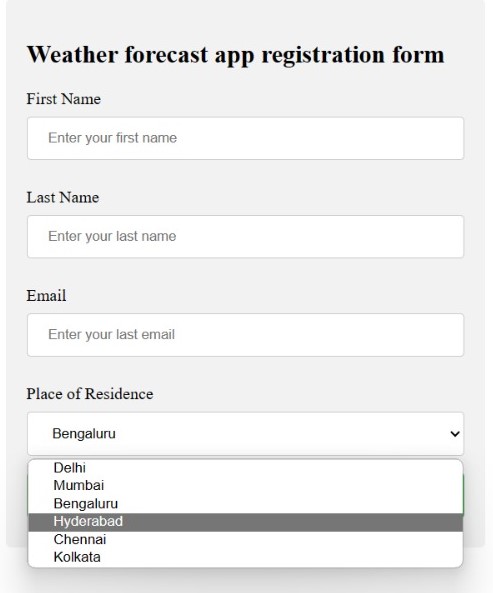 Weather forecast app registration form
First Name
Enter your first name
Last Name
Enter your last name
Email
Enter your last email
Place of Residence
Bengaluru
Delhi
Mumbai
Bengaluru
Hyderabad
Chennai
Kolkata